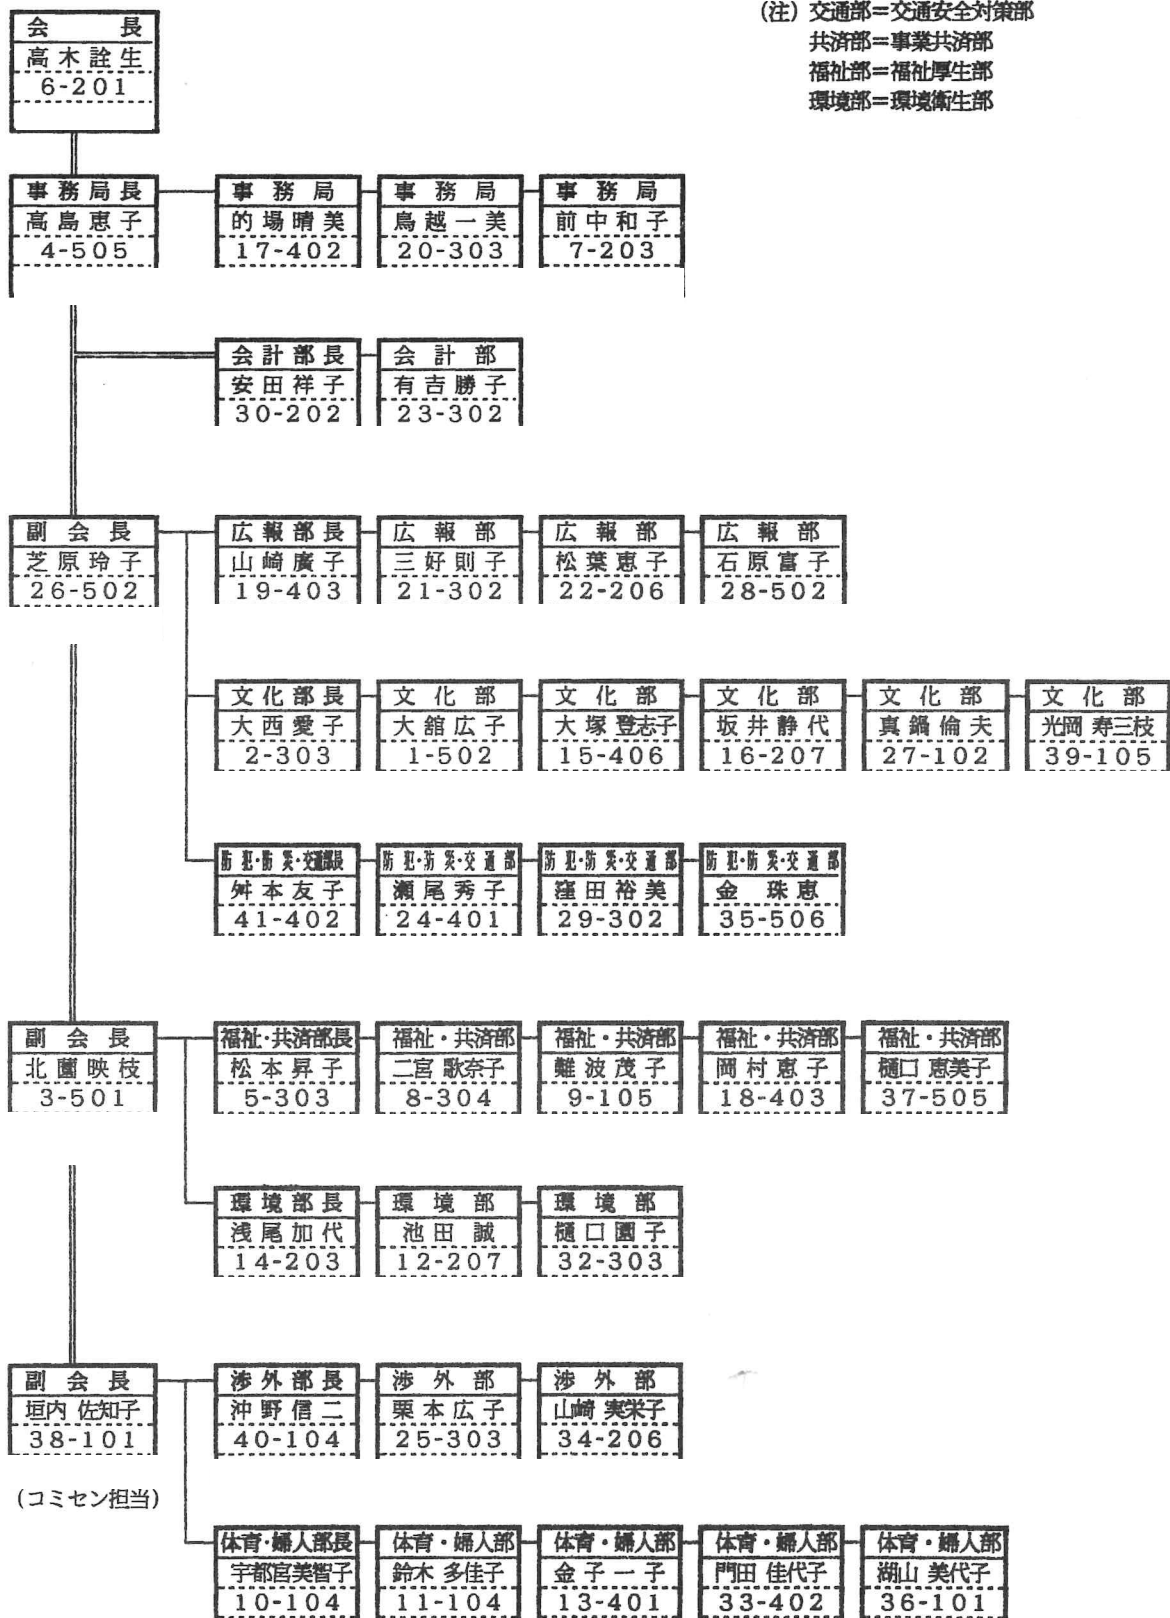 (注) 交通部＝交通安全対策部
共済部＝事業共済部
福祉部＝福祉厚生部
環境部＝環境衛生部
会長
高木詮生
6-201
事務局長 事務局 事務局 事務局
高島恵子 的場晴美 鳥越一美 前中和子
4-505 17-402 20-303 7-203
会計部長 会計部
安田祥子 有吉勝子
30-202 23-302
副会長 広報部長 広報部 広報部 広報部
芝原玲子 山崎廣子 三好則子 松葉恵子 石原富子
26-502 19-403 21-302 22-206 28-502
文化部長 文化部 文化部 文化部 文化部 文化部
大西愛子 大舘広子 大塚登志子 坂井静代 真鍋倫夫 光岡寿三枝
2-303 1-502 15-406 16-207 27-102 39-105
防犯・防災・交通部長 防犯・防災・交通部 防犯・防災・交通部 防犯・防災・交通部
舛本友子 瀬尾秀子 窪田裕美 金珠恵
41-402 24-401 29-302 35-506
副会長 福祉・共済部長 福祉・共済部 福祉・共済部 福祉・共済部 福祉・共済部
北薗映枝 松本昇子 二宮歌奈子 難波茂子 岡村恵子 樋口恵美子
3-501 5-303 8-304 9-105 18-403 37-505
環境部長 環境部 環境部
浅尾加代 池田誠 樋口園子
14-203 12-207 32-303
副会長 渉外部長 渉外部 渉外部
垣内佐知子 沖野信二 栗本広子 山崎実栄子
38-101 40-104 25-303 34-206
(コミセン担当)
体育・婦人部長 体育・婦人部 体育・婦人部 体育・婦人部 体育・婦人部
宇都宮美智子 鈴木多佳子 金子一子 門田佳代子 湖山美代子
10-104 11-104 13-401 33-402 36-101